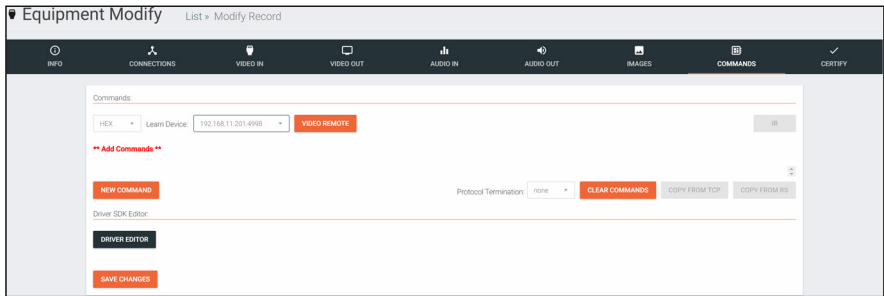 Equipment Modify List » Modify Record
INFO CONNECTIONS VIDEO IN VIDEO OUT AUDIO IN AUDIO OUT IMAGES COMMANDS CERTIFY
Commands:
HEX Learn Device: 192.168.11.201:4998 VIDEO REMOTE IR
** Add Commands **
NEW COMMAND Protocol Termination: none CLEAR COMMANDS COPY FROM TCP COPY FROM RS
Driver SDK Editor:
DRIVER EDITOR
SAVE CHANGES